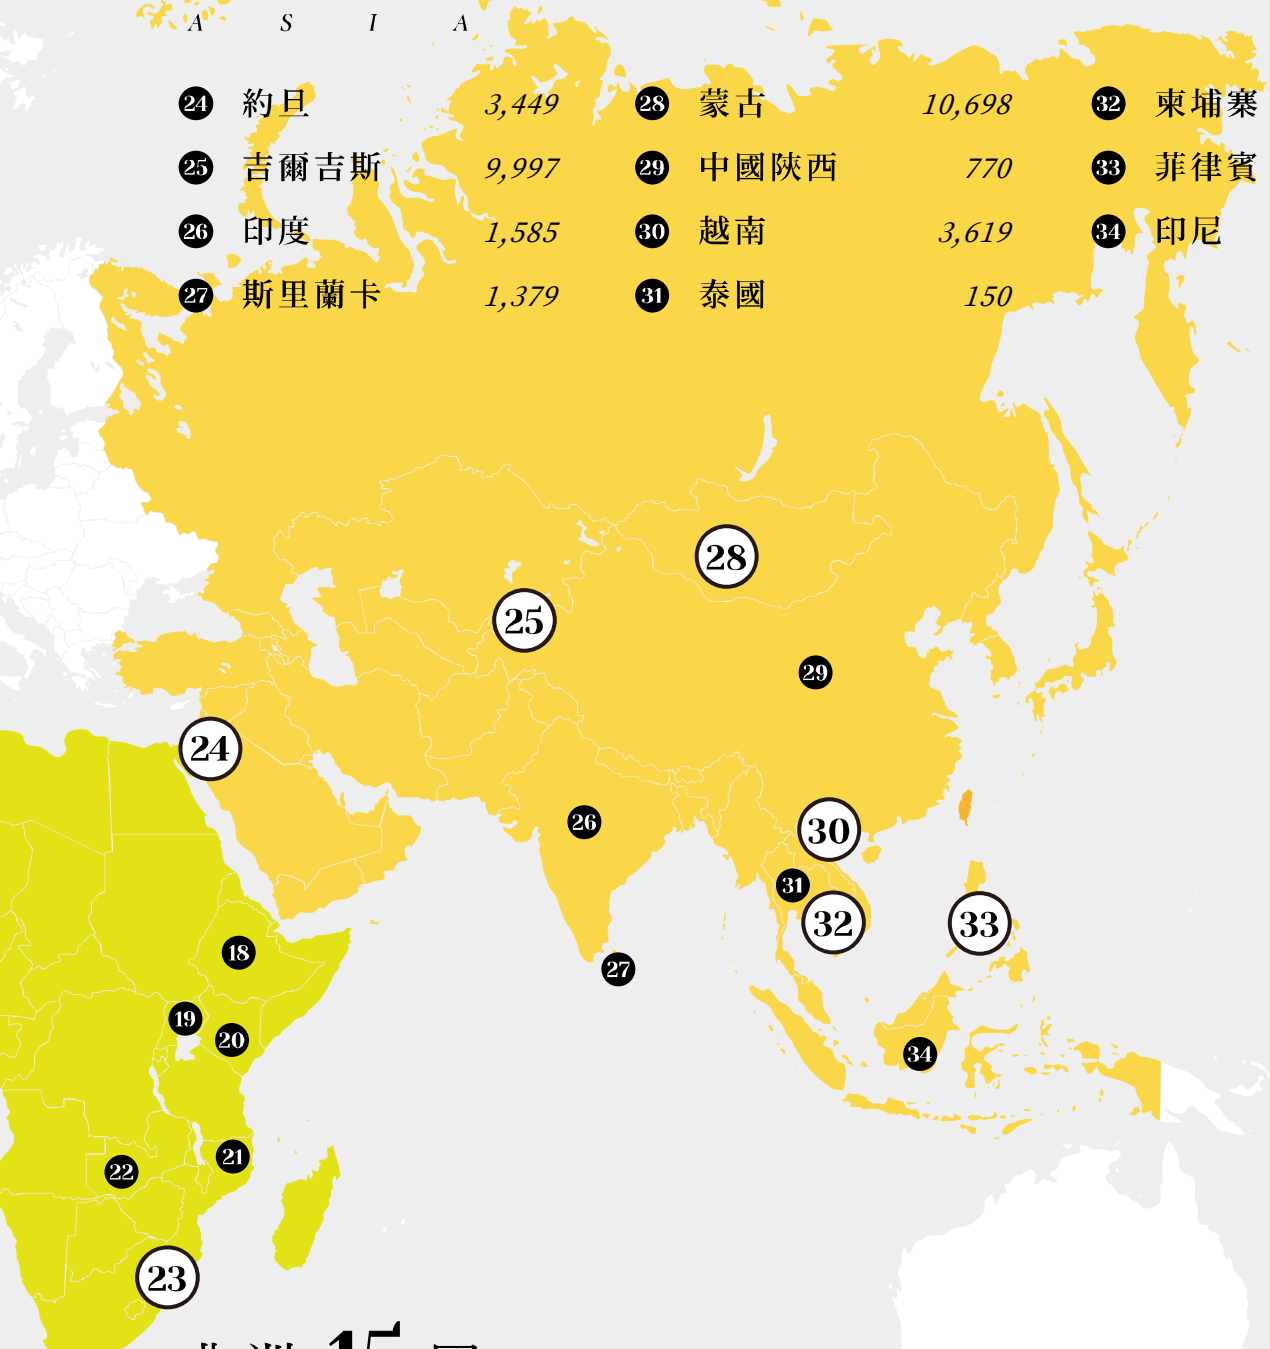 A S I A
24 約旦 3,449
25 吉爾吉斯 9,997
26 印度 1,585
27 斯里蘭卡 1,379
28 蒙古 10,698
29 中國陝西 770
30 越南 3,619
31 泰國 150
32 柬埔寨
33 菲律賓
34 印尼
28
25
29
24
30
26
31
32
33
18
27
19
20
34
21
22
23
15